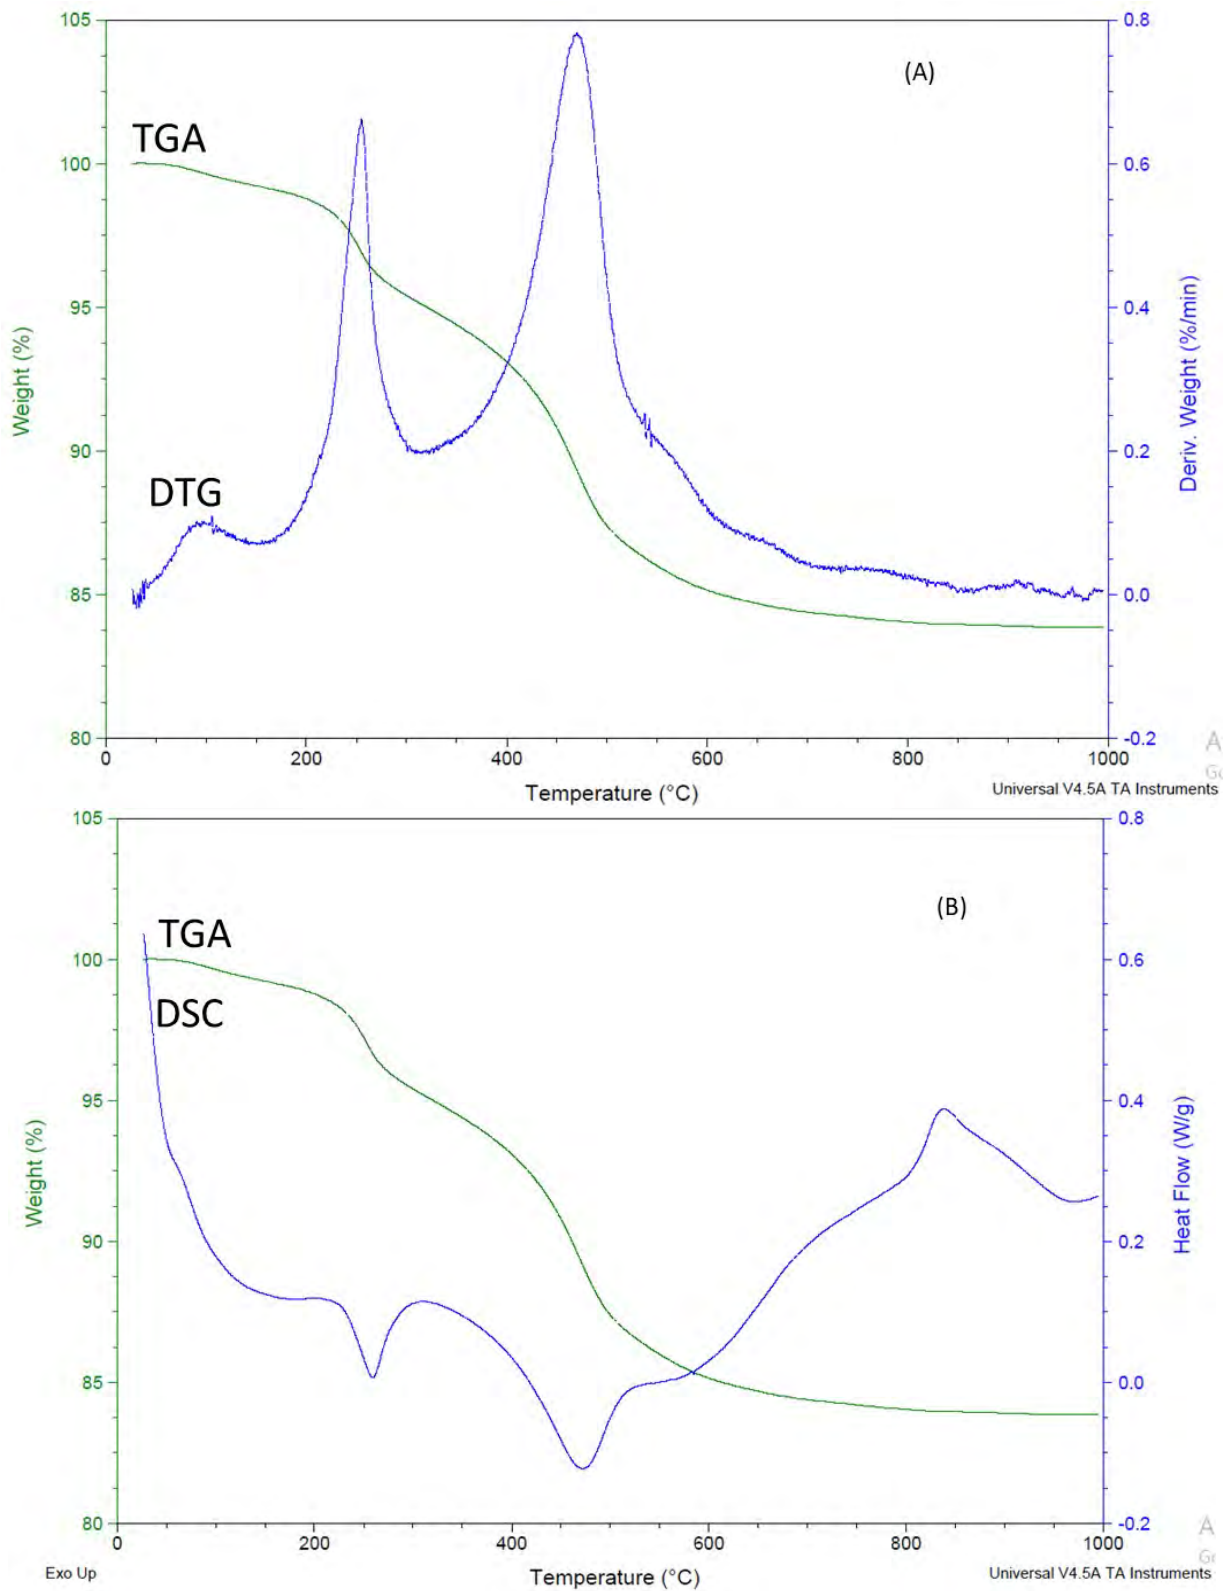 (A)
TGA
DTG
105
100
95
90
85
80
Weight (%)
0.8
0.6
0.4
0.2
0.0
-0.2
Deriv. Weight (%/min)
0
200
400
600
800
1000
Temperature (°C)
Universal V4.5A TA Instruments
A
(B)
TGA
DSC
105
100
95
90
85
80
Weight (%)
0.8
0.6
0.4
0.2
0.0
-0.2
Heat Flow (W/g)
0
200
400
600
800
1000
Exo Up
Temperature (°C)
Universal V4.5A TA Instruments
A